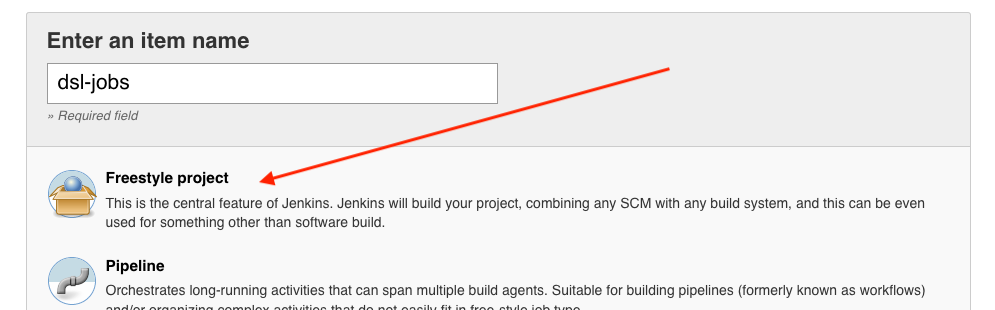 Enter an item name
dsl-jobs
» Required field
Freestyle project
This is the central feature of Jenkins. Jenkins will build your project, combining any SCM with any build system, and this can be even
used for something other than software build.
Pipeline
Orchestrates long-running activities that can span multiple build agents. Suitable for building pipelines (formerly known as workflows)
and/or organizing complex activities that do not easily fit in free-style job type.